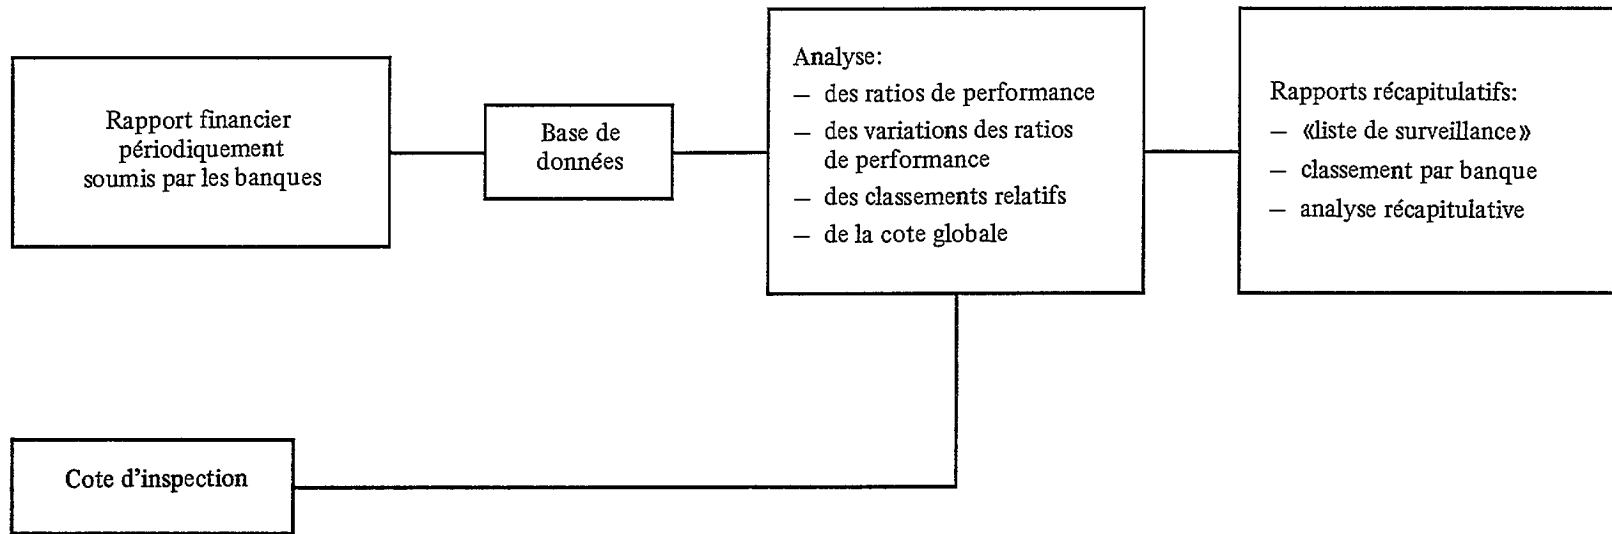 Rapport financier
périodiquement
soumis par les banques
Base de
données
Analyse:
— des ratios de performance
— des variations des ratios
de performance
— des classements relatifs
— de la cote globale
Rapports récapitulatifs:
— «liste de surveillance»
— classement par banque
— analyse récapitulative
Cote d'inspection